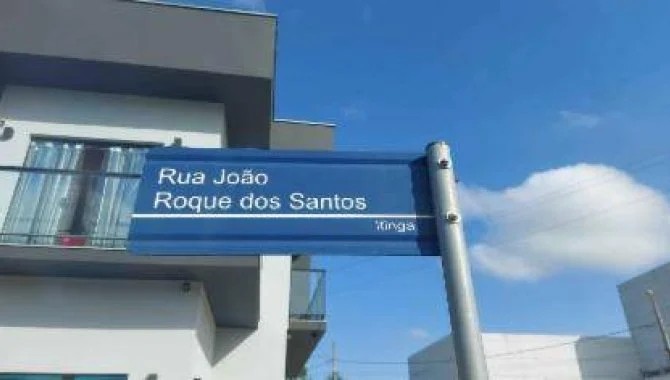 Rua João
Roque dos Santos
Itinga